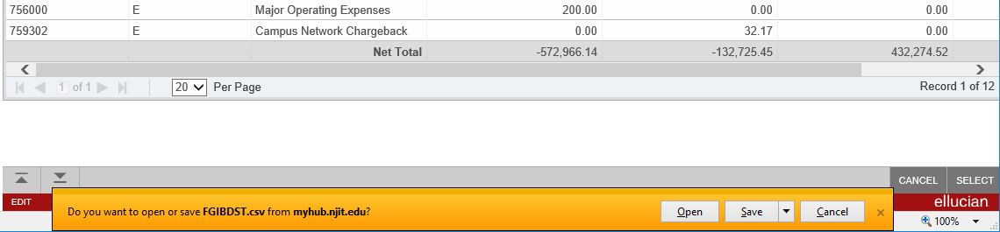 756000 E Major Operating Expenses 200.00 0.00 0.00
759302 E Campus Network Chargeback 0.00 32.17 0.00
Net Total -572,966.14 -132,725.45 432,274.52
1 of 1 20 Per Page Record 1 of 12
CANCEL SELECT
EDIT ellucian
Do you want to open or save FGIBDST.csv from myhub.njit.edu? Open Save Cancel ×
100%